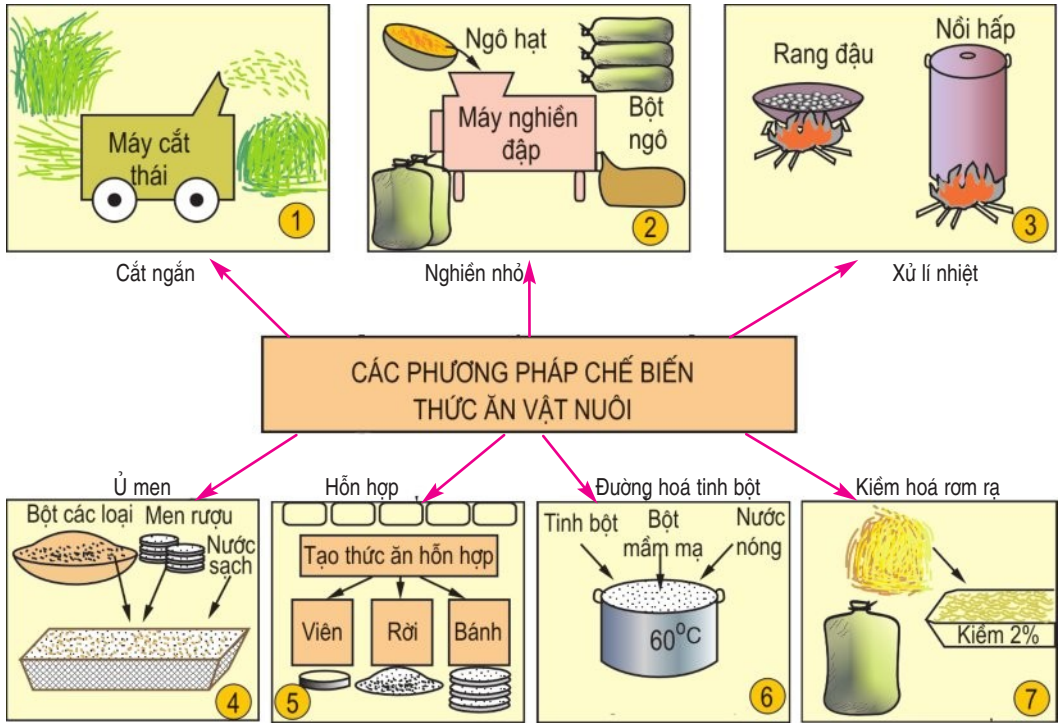 Máy cắt
thái
1
Cắt ngắn
Ngô hạt
Máy nghiền
đập
Bột
ngô
2
Nghiền nhỏ
Rang đậu
Nồi hấp
3
Xử lí nhiệt
CÁC PHƯƠNG PHÁP CHẾ BIẾN
THỨC ĂN VẬT NUÔI
Ủ men
Bột các loại
Men rượu
Nước
sạch
4
Hỗn hợp
Tạo thức ăn hỗn hợp
Viên
Rời
Bánh
5
Đường hoá tinh bột
Tinh bột
Bột
mầm mạ
Nước
nóng
60°C
6
Kiềm hoá rơm rạ
Kiềm 2%
7